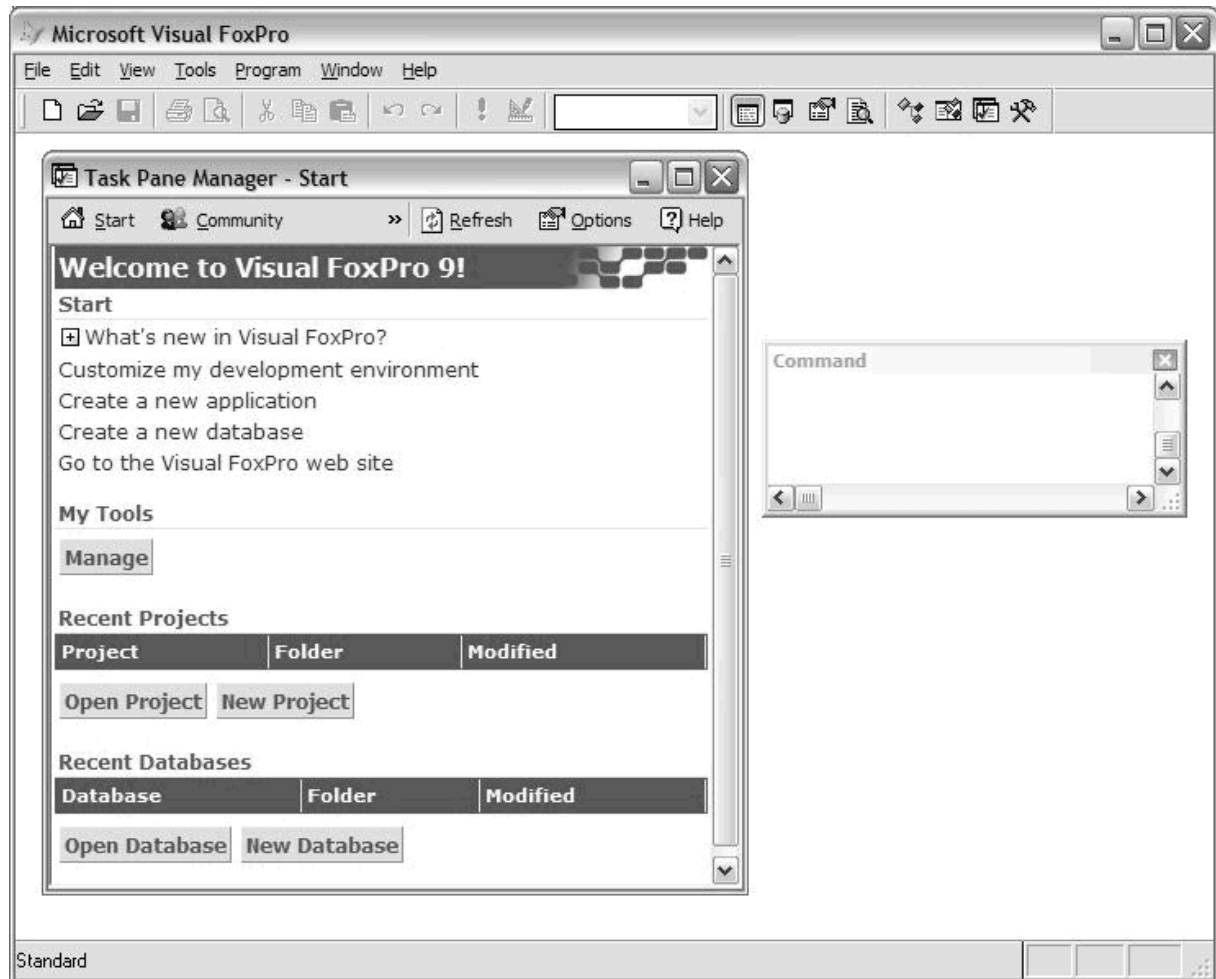 Microsoft Visual FoxPro
File Edit View Tools Program Window Help
Task Pane Manager - Start
Start Community » Refresh Options Help
Welcome to Visual FoxPro 9!
Start
What's new in Visual FoxPro?
Customize my development environment
Create a new application
Create a new database
Go to the Visual FoxPro web site
My Tools
Manage
Recent Projects
Project Folder Modified
Open Project New Project
Recent Databases
Database Folder Modified
Open Database New Database
Command
Standard